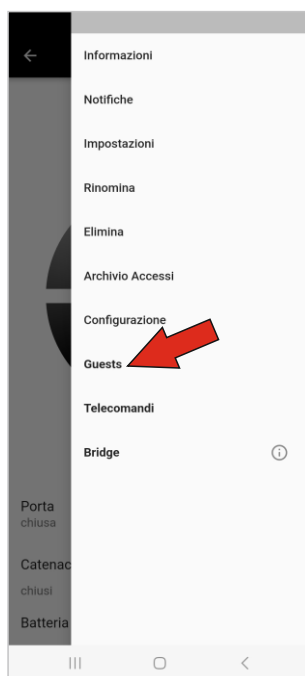 Informazioni
Notifiche
Impostazioni
Rinomina
Elimina
Archivio Accessi
Configurazione
Guests
Telecomandi
Bridge
Porta
chiusa
Catenac
chiusi
Batteria